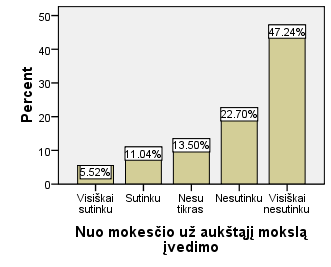 50
40
30
20
10
0
Percent
5.52%
11.04%
13.50%
22.70%
47.24%
Visiškai sutinku
Sutinku
Nesu tikras
Nesutinku
Visiškai nesutinku
Nuo mokesčio už aukštąjį mokslą
įvedimo